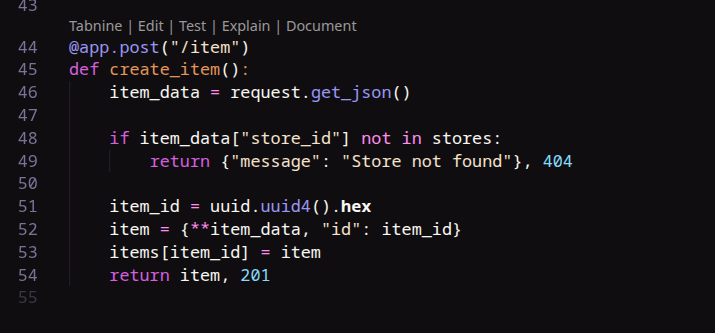 43
Tabnine | Edit | Test | Explain | Document
44 @app.post("/item")
45 def create_item():
46     item_data = request.get_json()
47
48     if item_data["store_id"] not in stores:
49         return {"message": "Store not found"}, 404
50
51     item_id = uuid.uuid4().hex
52     item = {**item_data, "id": item_id}
53     items[item_id] = item
54     return item, 201
55